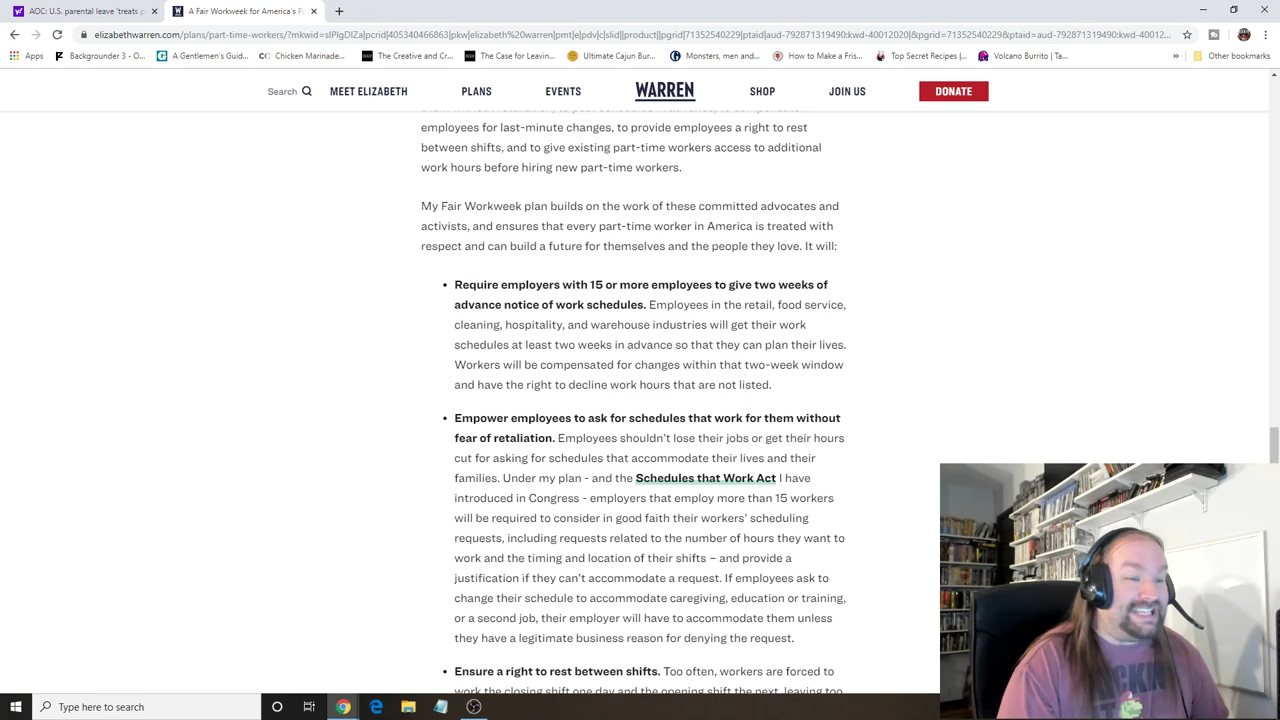 AOC: U.S. parental leave 'treats p
A Fair Workweek for America's Pa
elizabethwarren.com/plans/part-time-workers/?mkwid=sIPlgDIZa|pcrid|405340466863|pkw|elizabeth%20warren|pmt|e|pdv|c|slid||product||pgrid|71352540229|ptaid|aud-792871319490:kwd-40012020|&pgrid=71352540229&ptaid=aud-792871319490:kwd-40012...
Apps
Backgrounder 3 - O...
A Gentlemen's Guid...
Chicken Marinade...
The Creative and Cr...
The Case for Leavin...
Ultimate Cajun Bur...
Monsters, men and...
How to Make a Fris...
Top Secret Recipes |...
Volcano Burrito | Ta...
Other bookmarks
Search
MEET ELIZABETH
PLANS
EVENTS
WARREN
SHOP
JOIN US
DONATE
employees for last-minute changes, to provide employees a right to rest
between shifts, and to give existing part-time workers access to additional
work hours before hiring new part-time workers.
My Fair Workweek plan builds on the work of these committed advocates and
activists, and ensures that every part-time worker in America is treated with
respect and can build a future for themselves and the people they love. It will:
• Require employers with 15 or more employees to give two weeks of
advance notice of work schedules. Employees in the retail, food service,
cleaning, hospitality, and warehouse industries will get their work
schedules at least two weeks in advance so that they can plan their lives.
Workers will be compensated for changes within that two-week window
and have the right to decline work hours that are not listed.
• Empower employees to ask for schedules that work for them without
fear of retaliation. Employees shouldn't lose their jobs or get their hours
cut for asking for schedules that accommodate their lives and their
families. Under my plan - and the Schedules that Work Act I have
introduced in Congress - employers that employ more than 15 workers
will be required to consider in good faith their workers' scheduling
requests, including requests related to the number of hours they want to
work and the timing and location of their shifts – and provide a
justification if they can't accommodate a request. If employees ask to
change their schedule to accommodate caregiving, education or training,
or a second job, their employer will have to accommodate them unless
they have a legitimate business reason for denying the request.
• Ensure a right to rest between shifts. Too often, workers are forced to
work the closing shift one day and the opening shift the next, leaving too
Type here to search